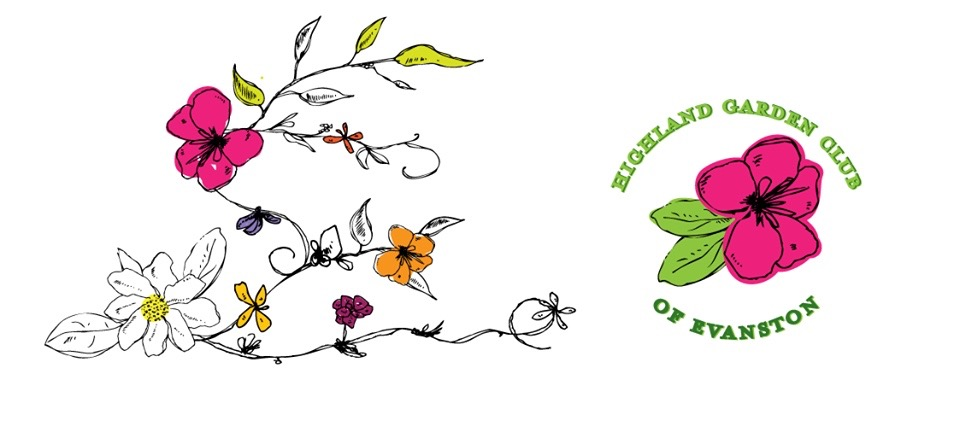 HIGHLAND GARDEN CLUB
OF EVANSTON